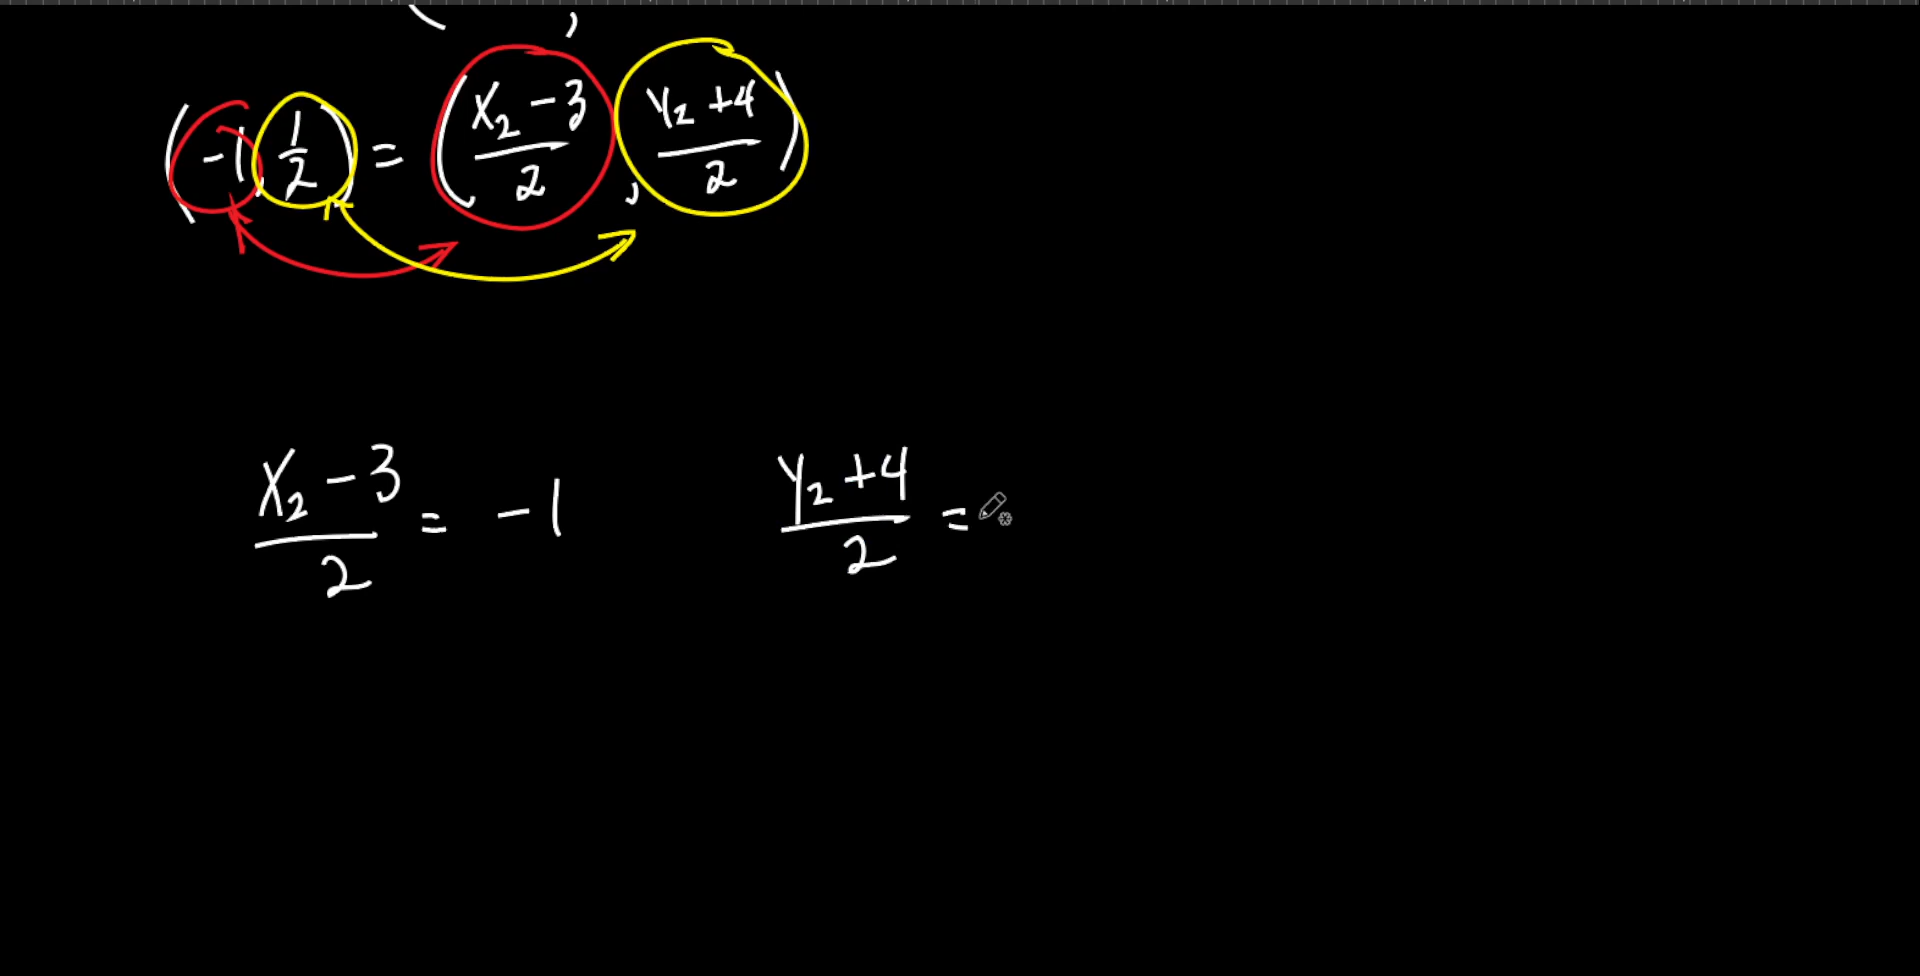 (-1, 1/2) = ((x₂ - 3)/2, (y₂ + 4)/2)
(x₂ - 3)/2 = -1    (y₂ + 4)/2 =